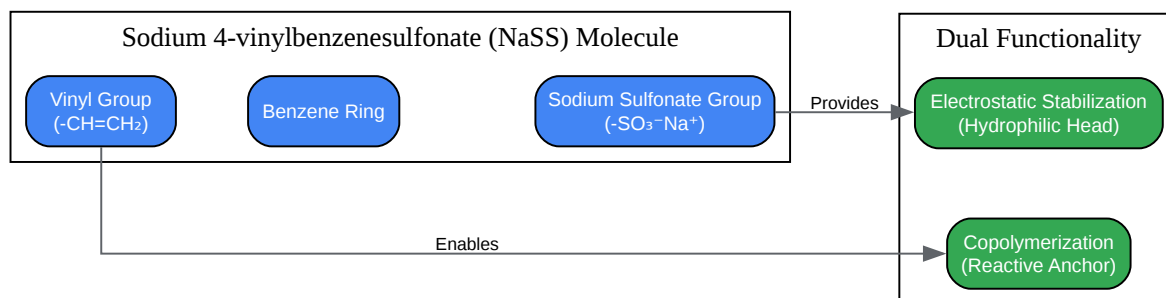 Sodium 4-vinylbenzenesulfonate (NaSS) Molecule
Vinyl Group
(-CH=CH₂)
Benzene Ring
Sodium Sulfonate Group
(-SO₃⁻Na⁺)
Provides
Enables
Dual Functionality
Electrostatic Stabilization
(Hydrophilic Head)
Copolymerization
(Reactive Anchor)